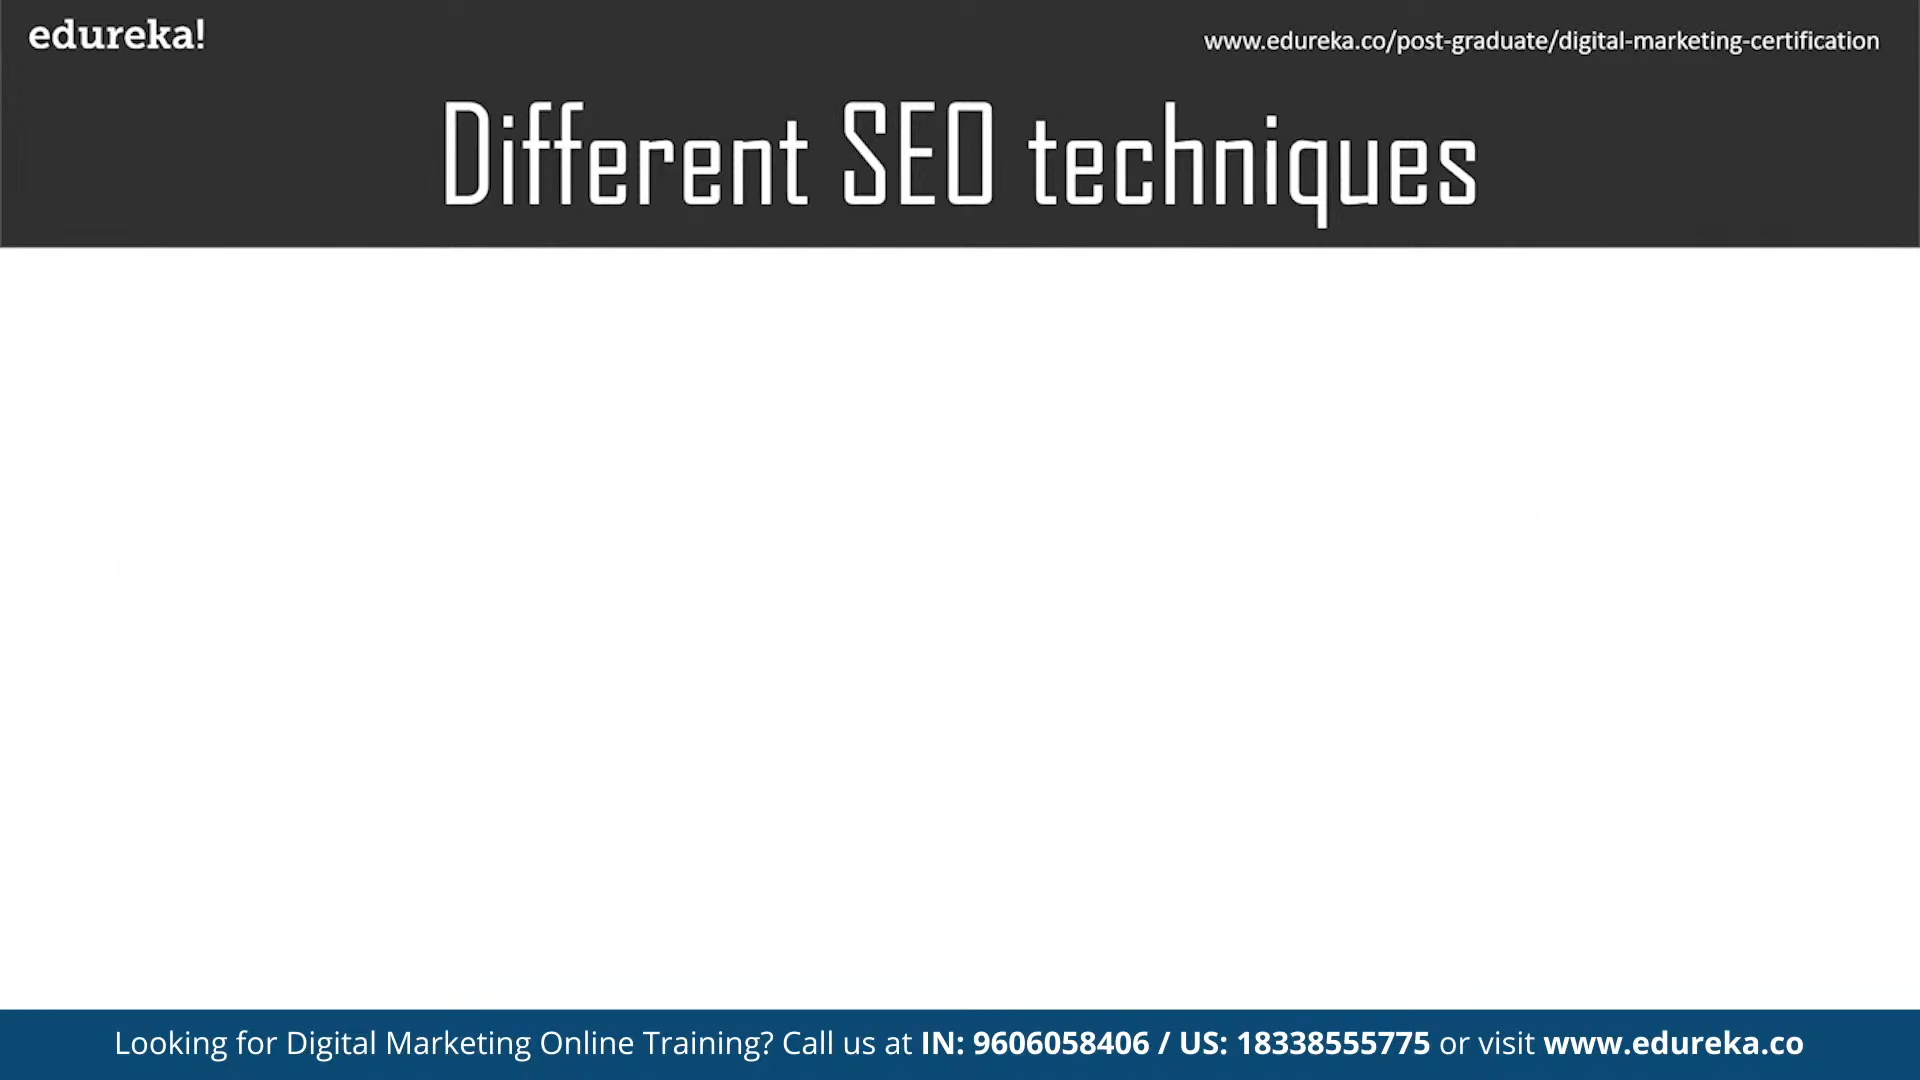 edureka!
www.edureka.co/post-graduate/digital-marketing-certification
Different SEO techniques
Looking for Digital Marketing Online Training? Call us at IN: 9606058406 / US: 18338555775 or visit www.edureka.co